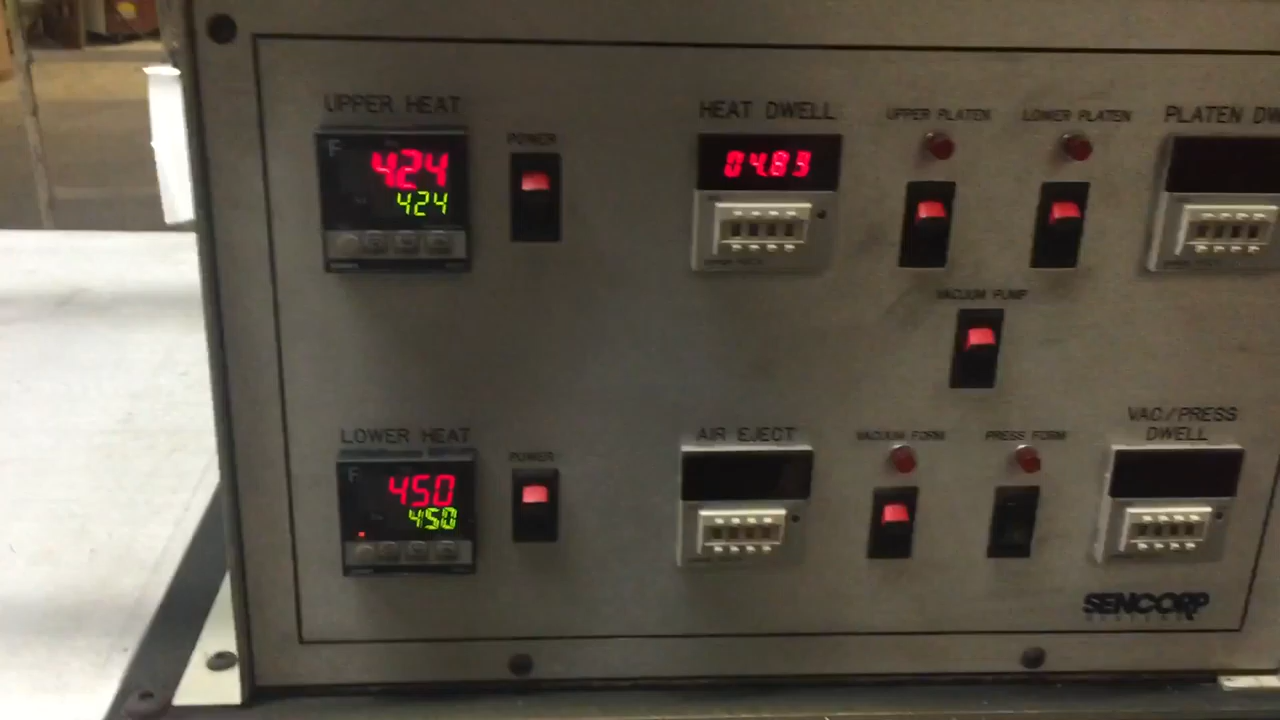 UPPER HEAT
F
424
424
POWER
HEAT DWELL
04.83
UPPER PLATEN
LOWER PLATEN
PLATEN DW
VACUUM PUMP
LOWER HEAT
F
450
450
POWER
AIR EJECT
VACUUM FORM
PRESS FORM
VAC/PRESS
DWELL
SENCORP
SYSTEMS